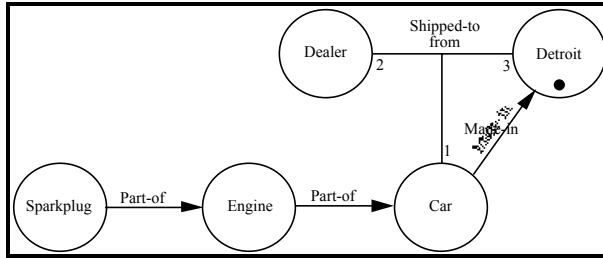 Shipped-to
from
Dealer
Detroit
2
3
Made-in
1
Part-of
Part-of
Sparkplug
Engine
Car